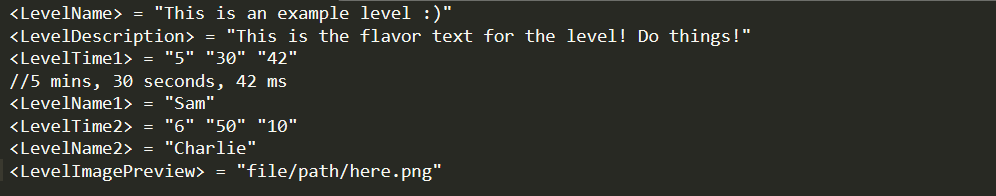 <LevelName> = "This is an example level :)"
<LevelDescription> = "This is the flavor text for the level! Do things!"
<LevelTime1> = "5" "30" "42"
//5 mins, 30 seconds, 42 ms
<LevelName1> = "Sam"
<LevelTime2> = "6" "50" "10"
<LevelName2> = "Charlie"
<LevelImagePreview> = "file/path/here.png"